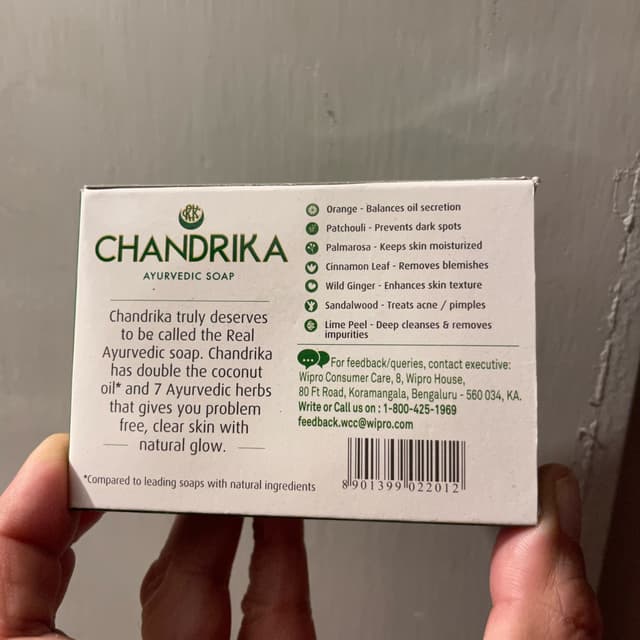 CHANDRIKA
AYURVEDIC SOAP
Chandrika truly deserves
to be called the Real
Ayurvedic soap. Chandrika
has double the coconut
oil* and 7 Ayurvedic herbs
that gives you problem
free, clear skin with
natural glow.
*Compared to leading soaps with natural ingredients
Orange - Balances oil secretion
Patchouli - Prevents dark spots
Palmarosa - Keeps skin moisturized
Cinnamon Leaf - Removes blemishes
Wild Ginger - Enhances skin texture
Sandalwood - Treats acne / pimples
Lime Peel - Deep cleanses & removes
impurities
For feedback/queries, contact executive:
Wipro Consumer Care, 8, Wipro House,
80 Ft Road, Koramangala, Bengaluru - 560 034, KA.
Write or Call us on : 1-800-425-1969
feedback.wcc@wipro.com
8 901399 022012